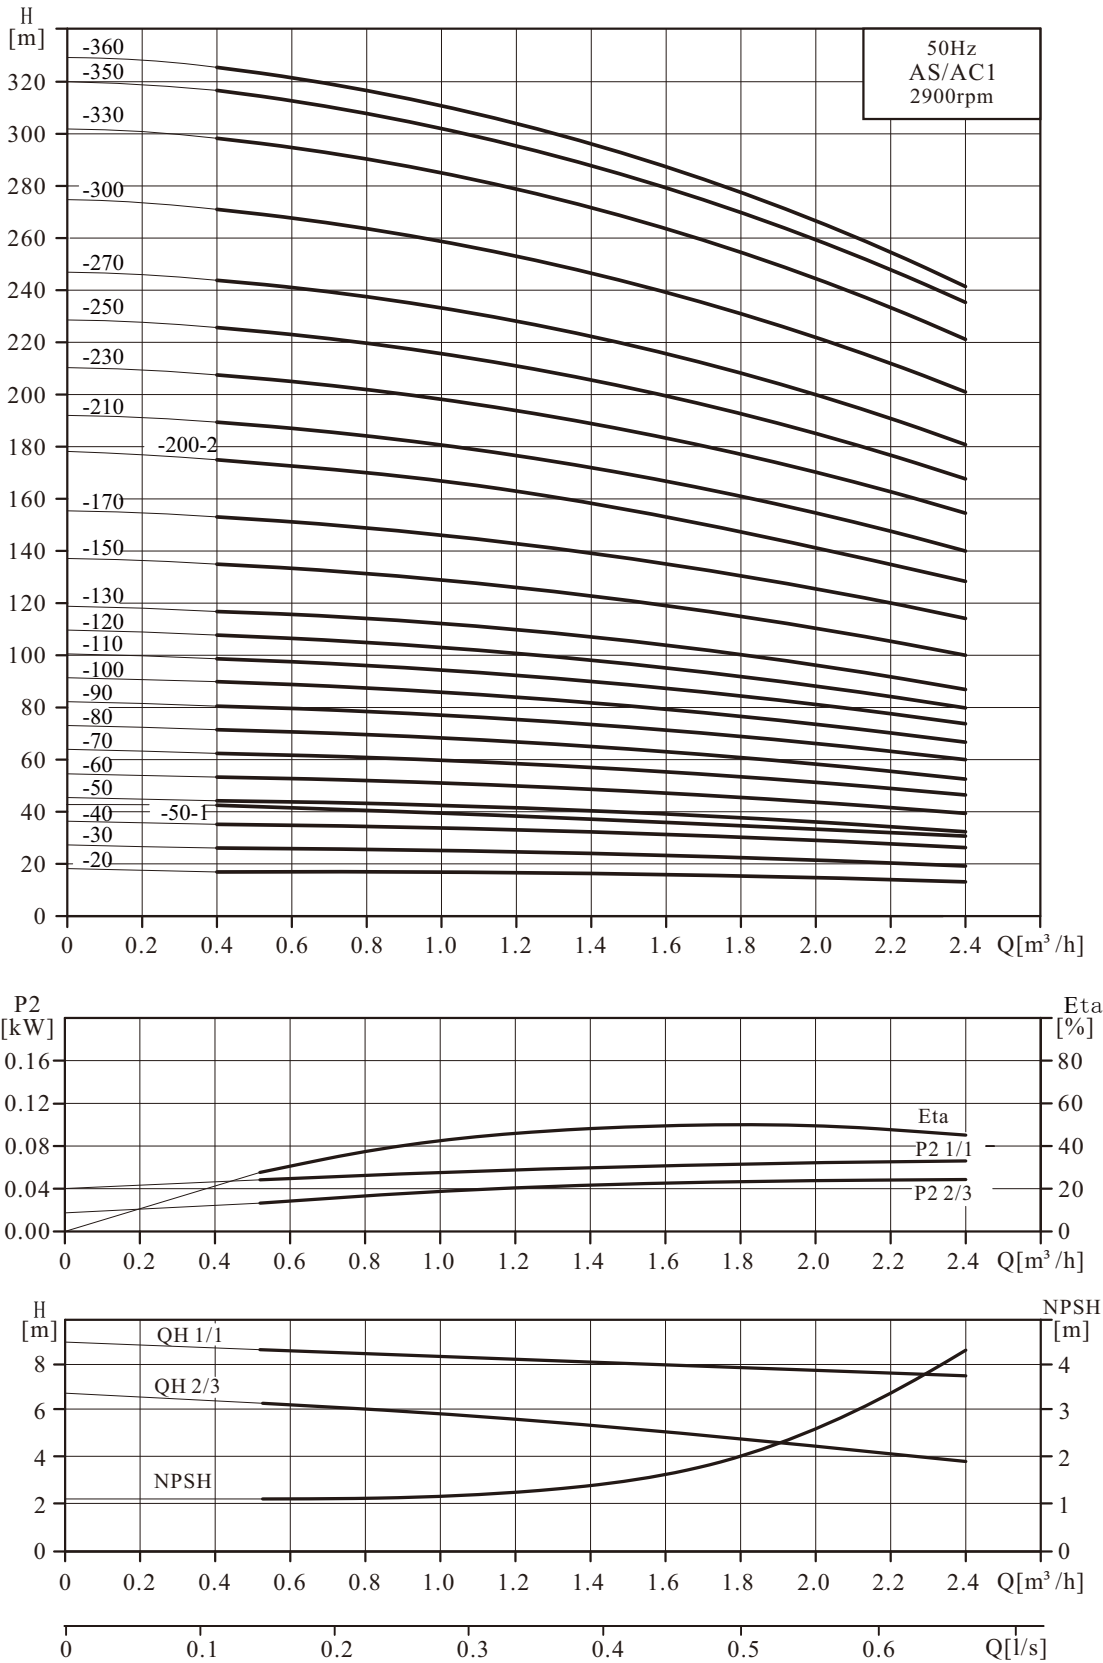 H
[m]
50Hz
AS/AC1
2900rpm
-360
-350
-330
-300
-270
-250
-230
-210
-200-2
-170
-150
-130
-120
-110
-100
-90
-80
-70
-60
-50
-40 -50-1
-30
-20
320
300
280
260
240
220
200
180
160
140
120
100
80
60
40
20
0
0 0.2 0.4 0.6 0.8 1.0 1.2 1.4 1.6 1.8 2.0 2.2 2.4 Q[m³/h]
P2
[kW]
Eta
[%]
0.16
0.12
0.08
0.04
0.00
80
60
40
20
0
Eta
P2 1/1
P2 2/3
0 0.2 0.4 0.6 0.8 1.0 1.2 1.4 1.6 1.8 2.0 2.2 2.4 Q[m³/h]
H
[m]
NPSH
[m]
QH 1/1
QH 2/3
NPSH
8
6
4
2
0
4
3
2
1
0
0 0.2 0.4 0.6 0.8 1.0 1.2 1.4 1.6 1.8 2.0 2.2 2.4 Q[m³/h]
0 0.1 0.2 0.3 0.4 0.5 0.6 Q[l/s]